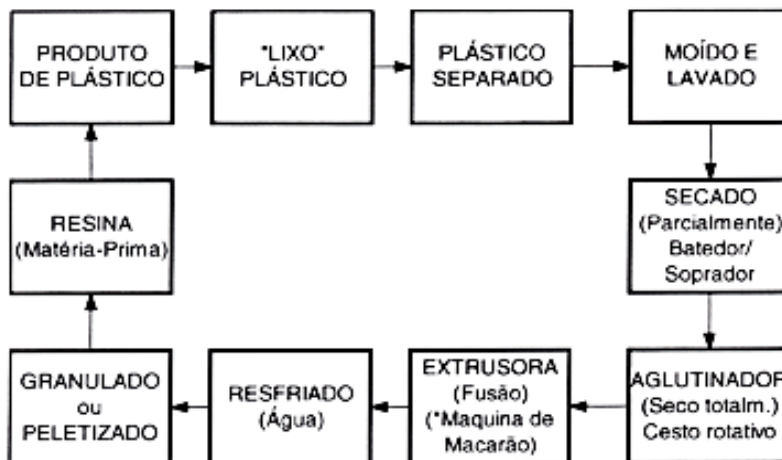 PRODUTO
DE PLÁSTICO
"LIXO"
PLÁSTICO
PLÁSTICO
SEPARADO
MOÍDO E
LAVADO
SECADO
(Parcialmente)
Batedor/
Soprador
AGLUTINADOR
(Seco totalm.)
Cesto rotativo
EXTRUSORA
(Fusão)
("Maquina de
Macarão)
RESFRIADO
(Água)
GRANULADO
ou
PELETIZADO
RESINA
(Matéria-Prima)